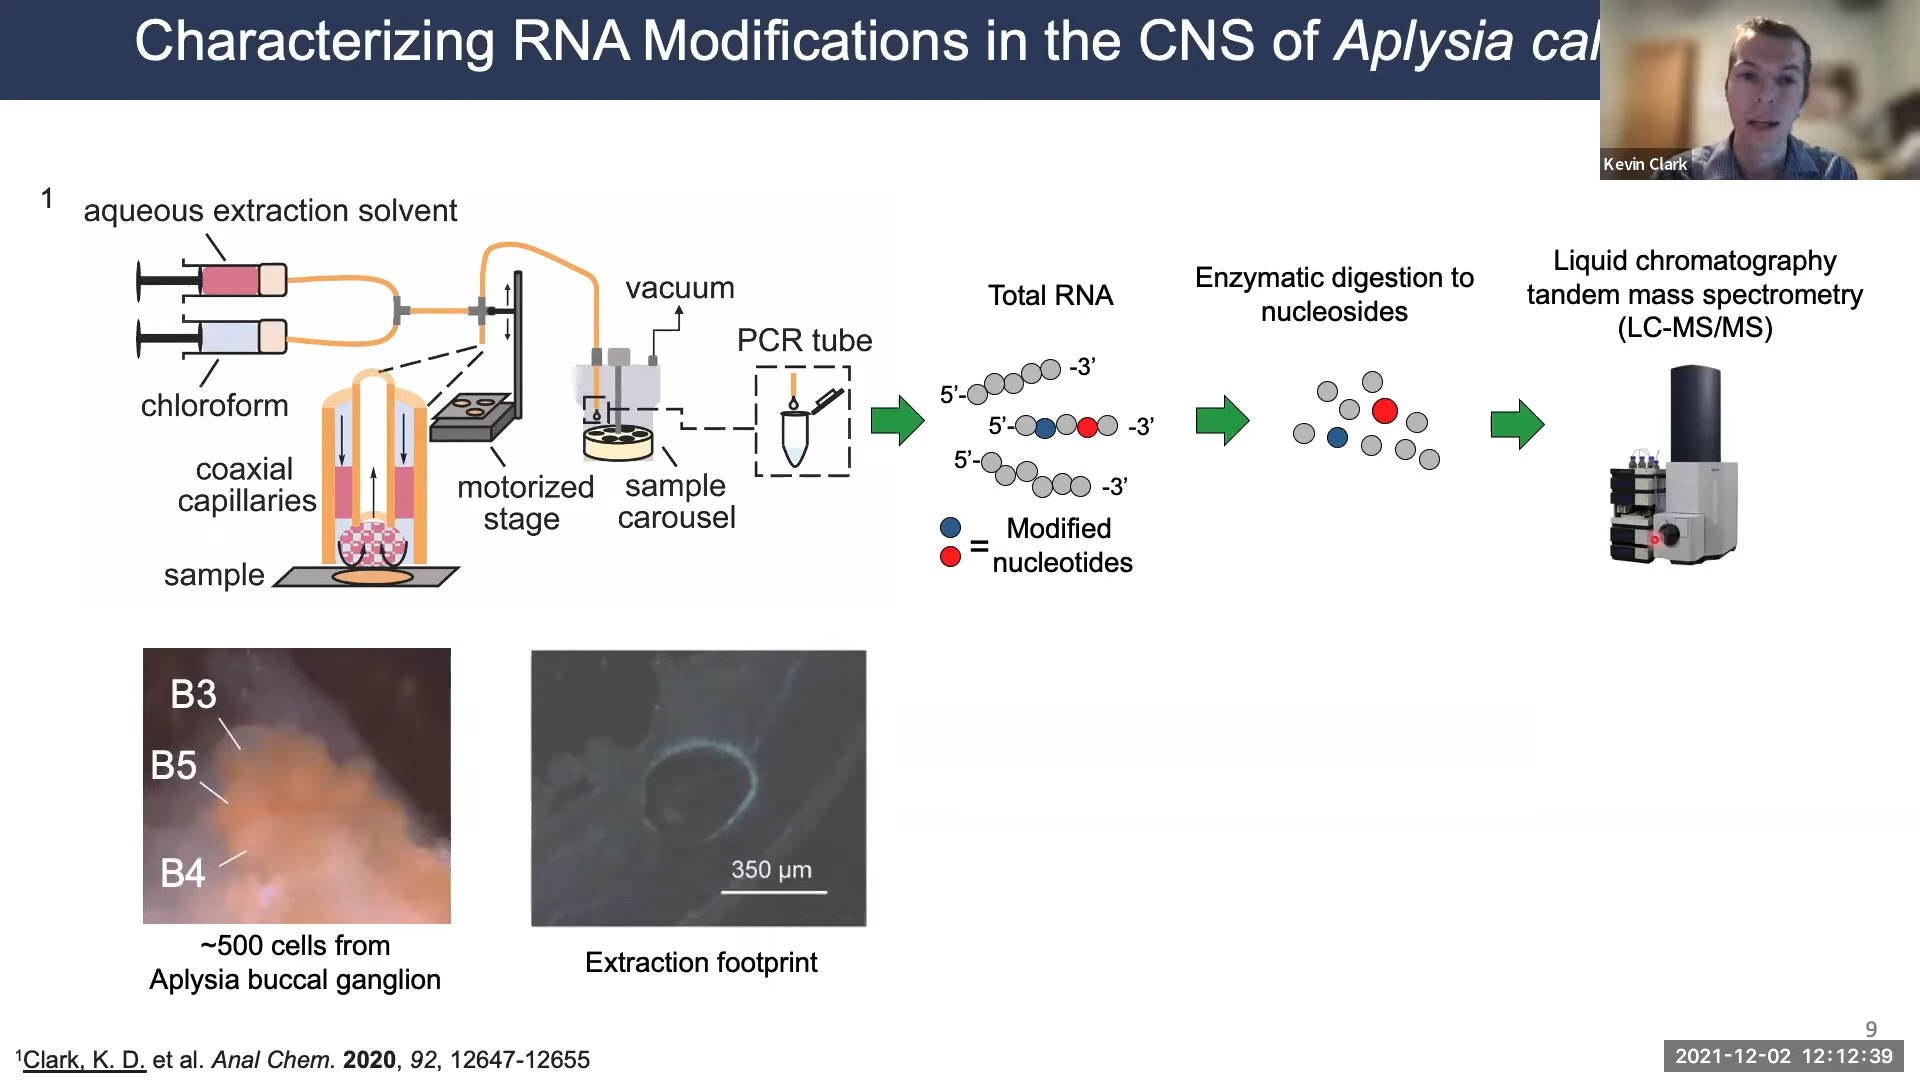 Characterizing RNA Modifications in the CNS of Aplysia cal
Kevin Clark
1
aqueous extraction solvent
chloroform
coaxial
capillaries
sample
motorized
stage
vacuum
sample
carousel
PCR tube
Total RNA
5’- -3’
5’- -3’
5’- -3’
= Modified
nucleotides
Enzymatic digestion to
nucleosides
Liquid chromatography
tandem mass spectrometry
(LC-MS/MS)
B3
B5
B4
~500 cells from
Aplysia buccal ganglion
350 µm
Extraction footprint
9
1Clark, K. D. et al. Anal Chem. 2020, 92, 12647-12655
2021-12-02 12:12:39